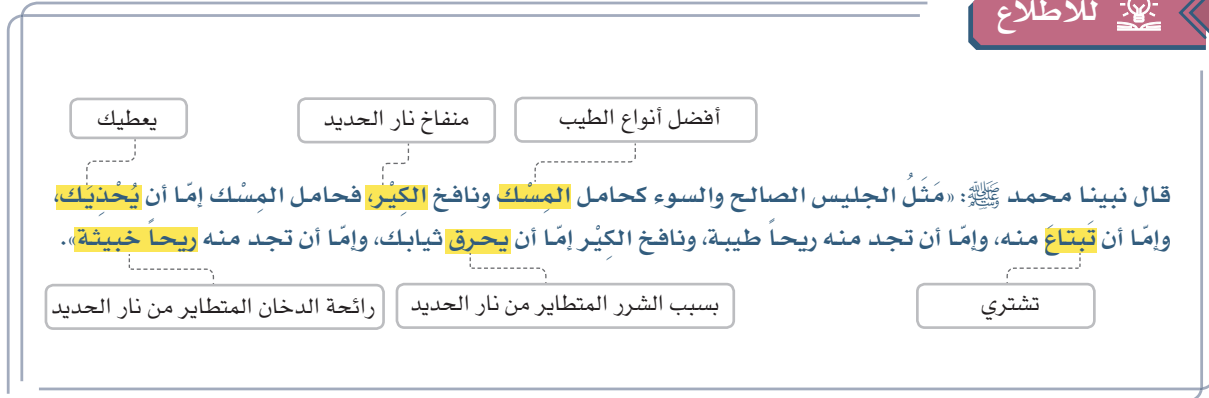 للاطلاع
أفضل أنواع الطيب
منفاخ نار الحديد
يعطيك
قال نبينا محمد ﷺ: «مَثَلُ الجليس الصالح والسوء كحامل المِسْك ونافخ الكِيْر، فحامل المِسْك إمّا أن يُحْذِيَك،
وإمّا أن تَبتاعَ منه، وإمّا أن تجد منه ريحاً طيبة، ونافخ الكِيْر إمّا أن يحرق ثيابك، وإمّا أن تجد منه ريحاً خبيثة».
تشتري
بسبب الشرر المتطاير من نار الحديد
رائحة الدخان المتطاير من نار الحديد